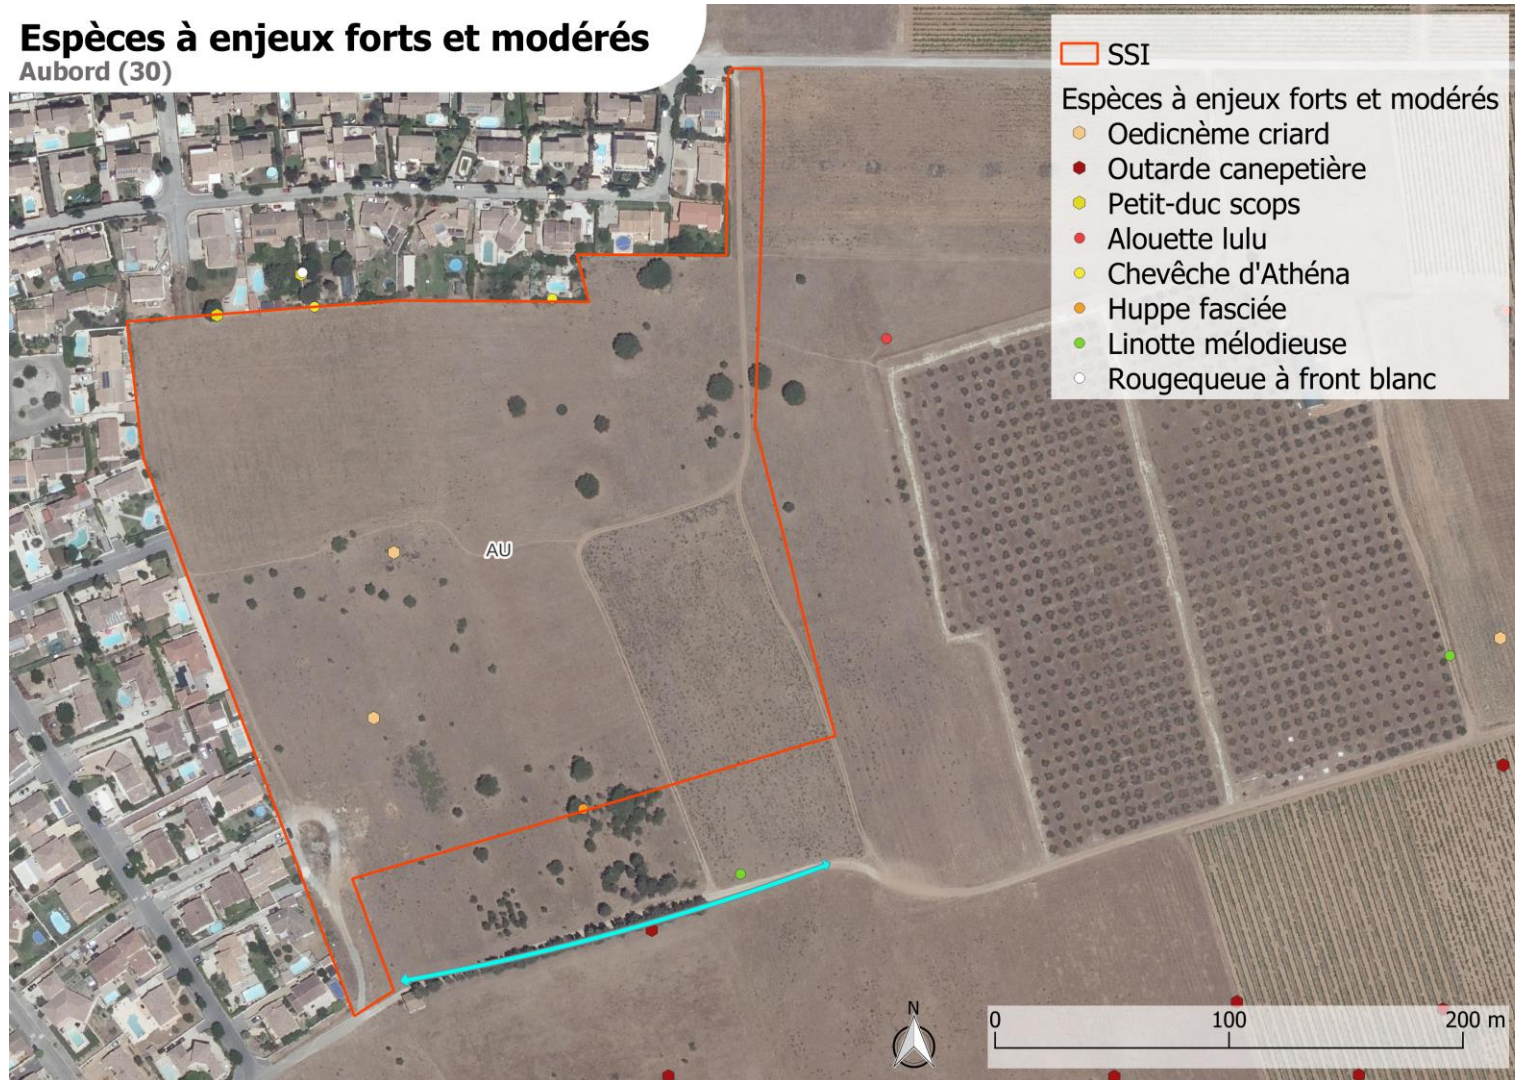 Espèces à enjeux forts et modérés
Aubord (30)
SSI
Espèces à enjeux forts et modérés
Oedicnème criard
Outarde canepetière
Petit-duc scops
Alouette lulu
Chevêche d'Athéna
Huppe fasciée
Linotte mélodieuse
Rougequeue à front blanc
AU
N
0 100 200 m